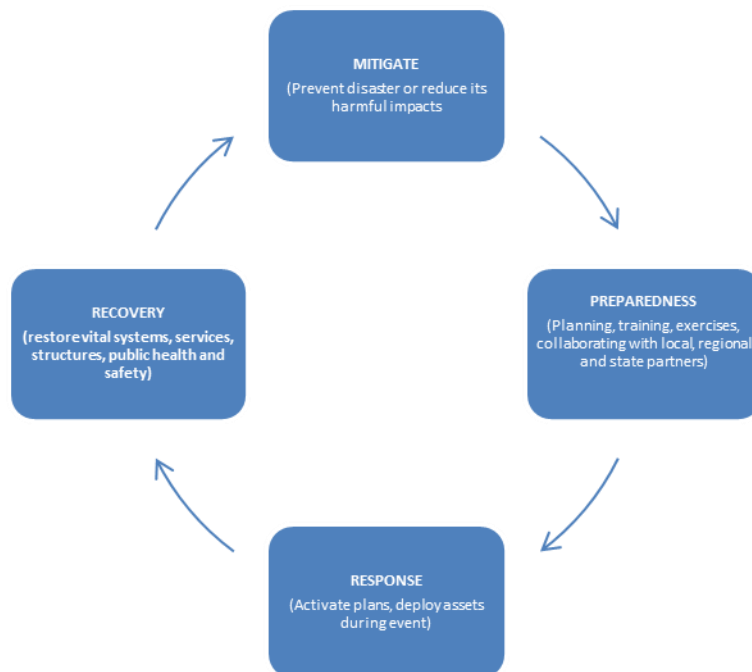 MITIGATE
(Prevent disaster or reduce its
harmful impacts
PREPAREDNESS
(Planning, training, exercises,
collaborating with local, regional
and state partners)
RESPONSE
(Activate plans, deploy assets
during event)
RECOVERY
(restore vital systems, services,
structures, public health and
safety)